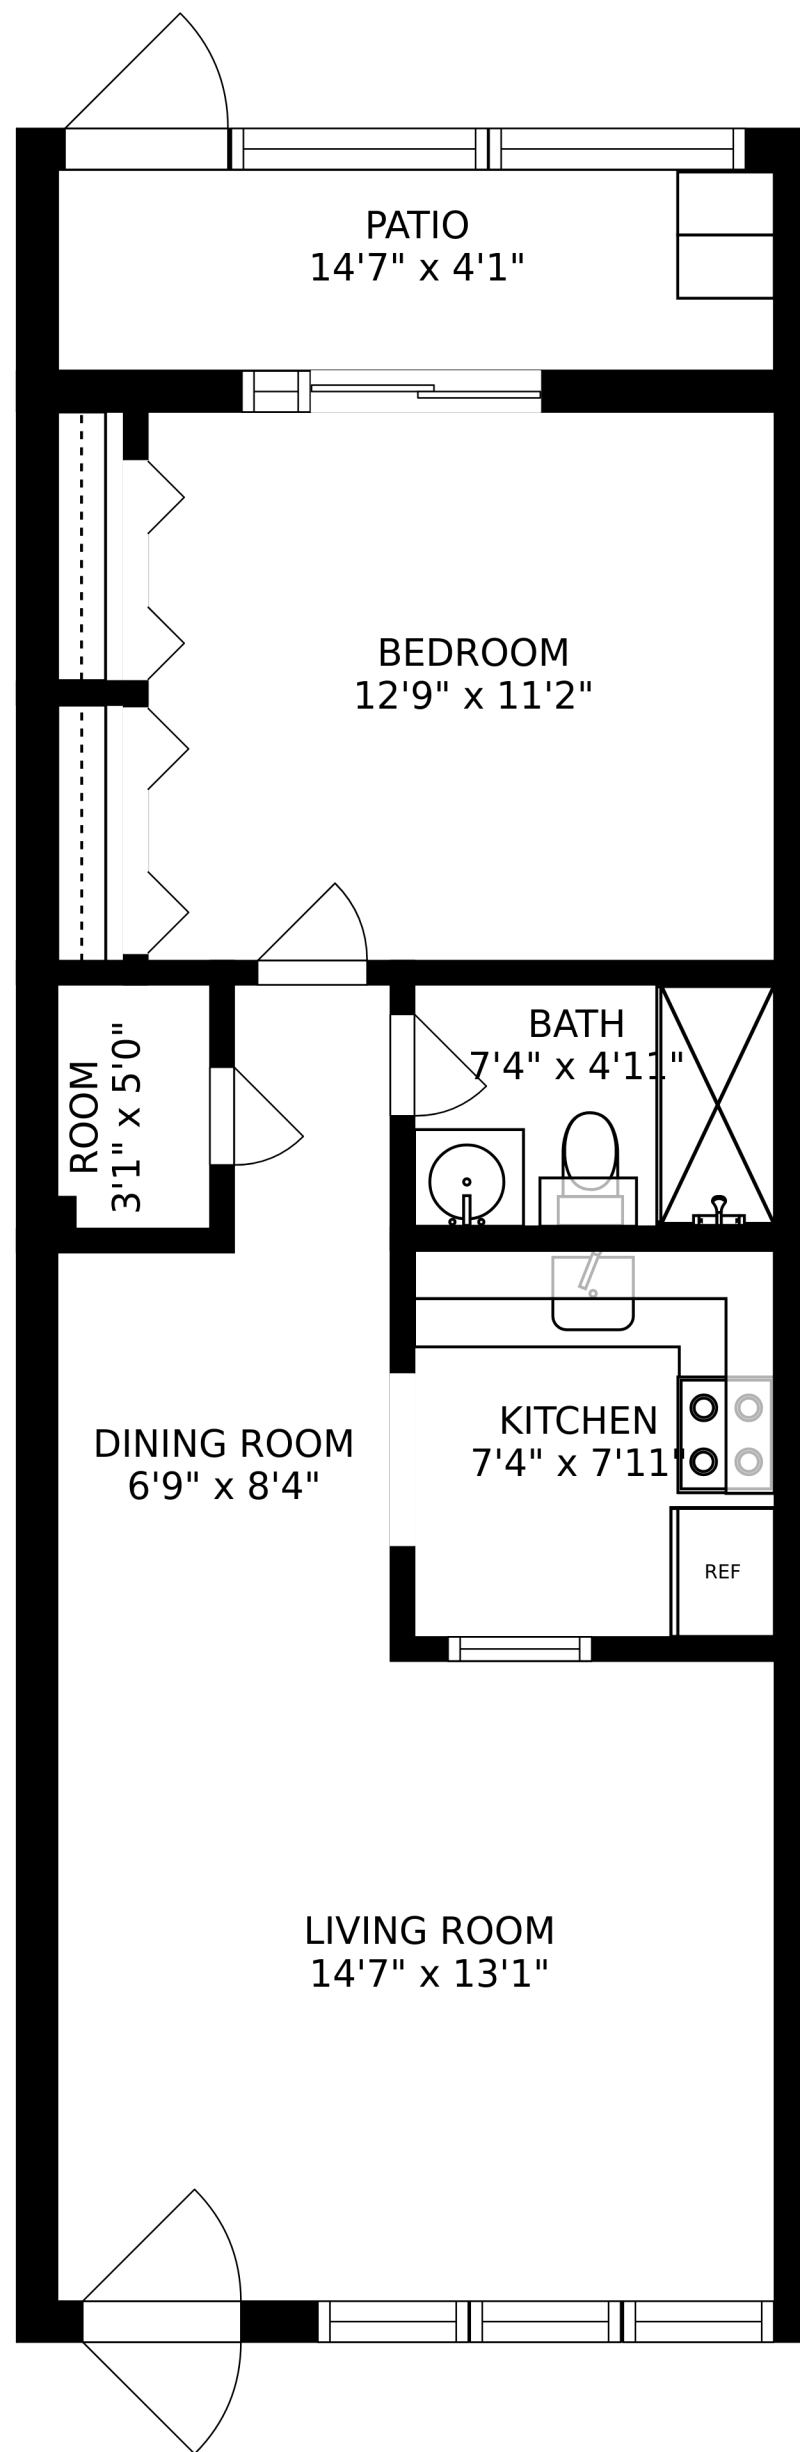 PATIO
14'7" x 4'1"
BEDROOM
12'9" x 11'2"
BATH
7'4" x 4'11"
ROOM
3'1" x 5'0"
KITCHEN
7'4" x 7'11"
DINING ROOM
6'9" x 8'4"
REF
LIVING ROOM
14'7" x 13'1"